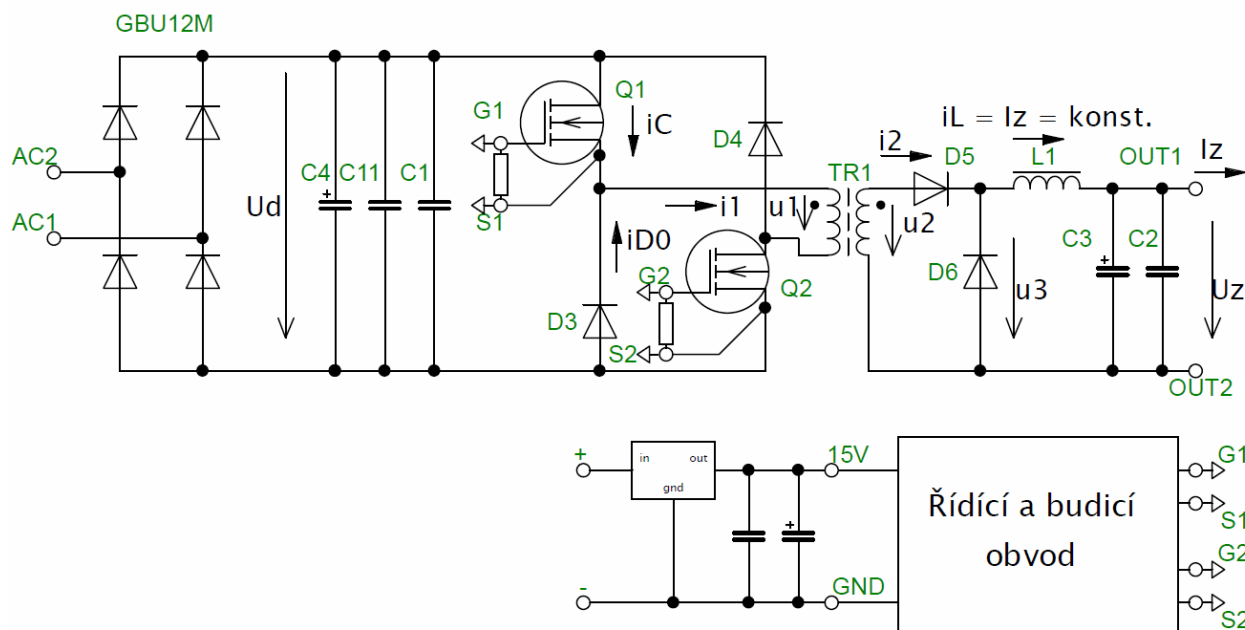 GBU12M
AC2
AC1
Ud
C4
C11
C1
G1
S1
Q1
iC
iD0
D3
D4
i1
G2
S2
Q2
u1
TR1
u2
i2
D5
iL = Iz = konst.
L1
D6
u3
OUT1
Iz
C3
C2
Uz
OUT2
+
in
out
gnd
-
15V
GND
Řídící a budicí
obvod
G1
S1
G2
S2